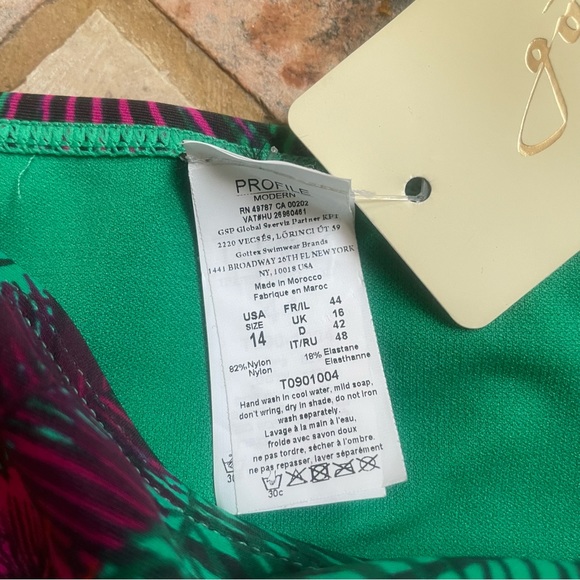 PROFILE
MODERN
RN 49787 CA 00202
VAT#HU 26960461
GSP Global Szerviz Partner KFT
2220 VECSÉS, LŐRINCI ÚT 59
Gottex Swimwear Brands
1441 BROADWAY 26TH FL NEW YORK
NY, 10018 USA
Made in Morocco
Fabrique en Maroc
USA SIZE 14
FR/IL 44
UK 16
D 42
IT/RU 48
82% Nylon 18% Elastane
Nylon Elasthanne
T0901004
Hand wash in cool water, mild soap,
don't wring, dry in shade, do not iron
wash separately.
Lavage à la main à l'eau
froide avec savon doux
ne pas tordre, sécher à l'ombre.
ne pas repasser, laver séparément
30c
30